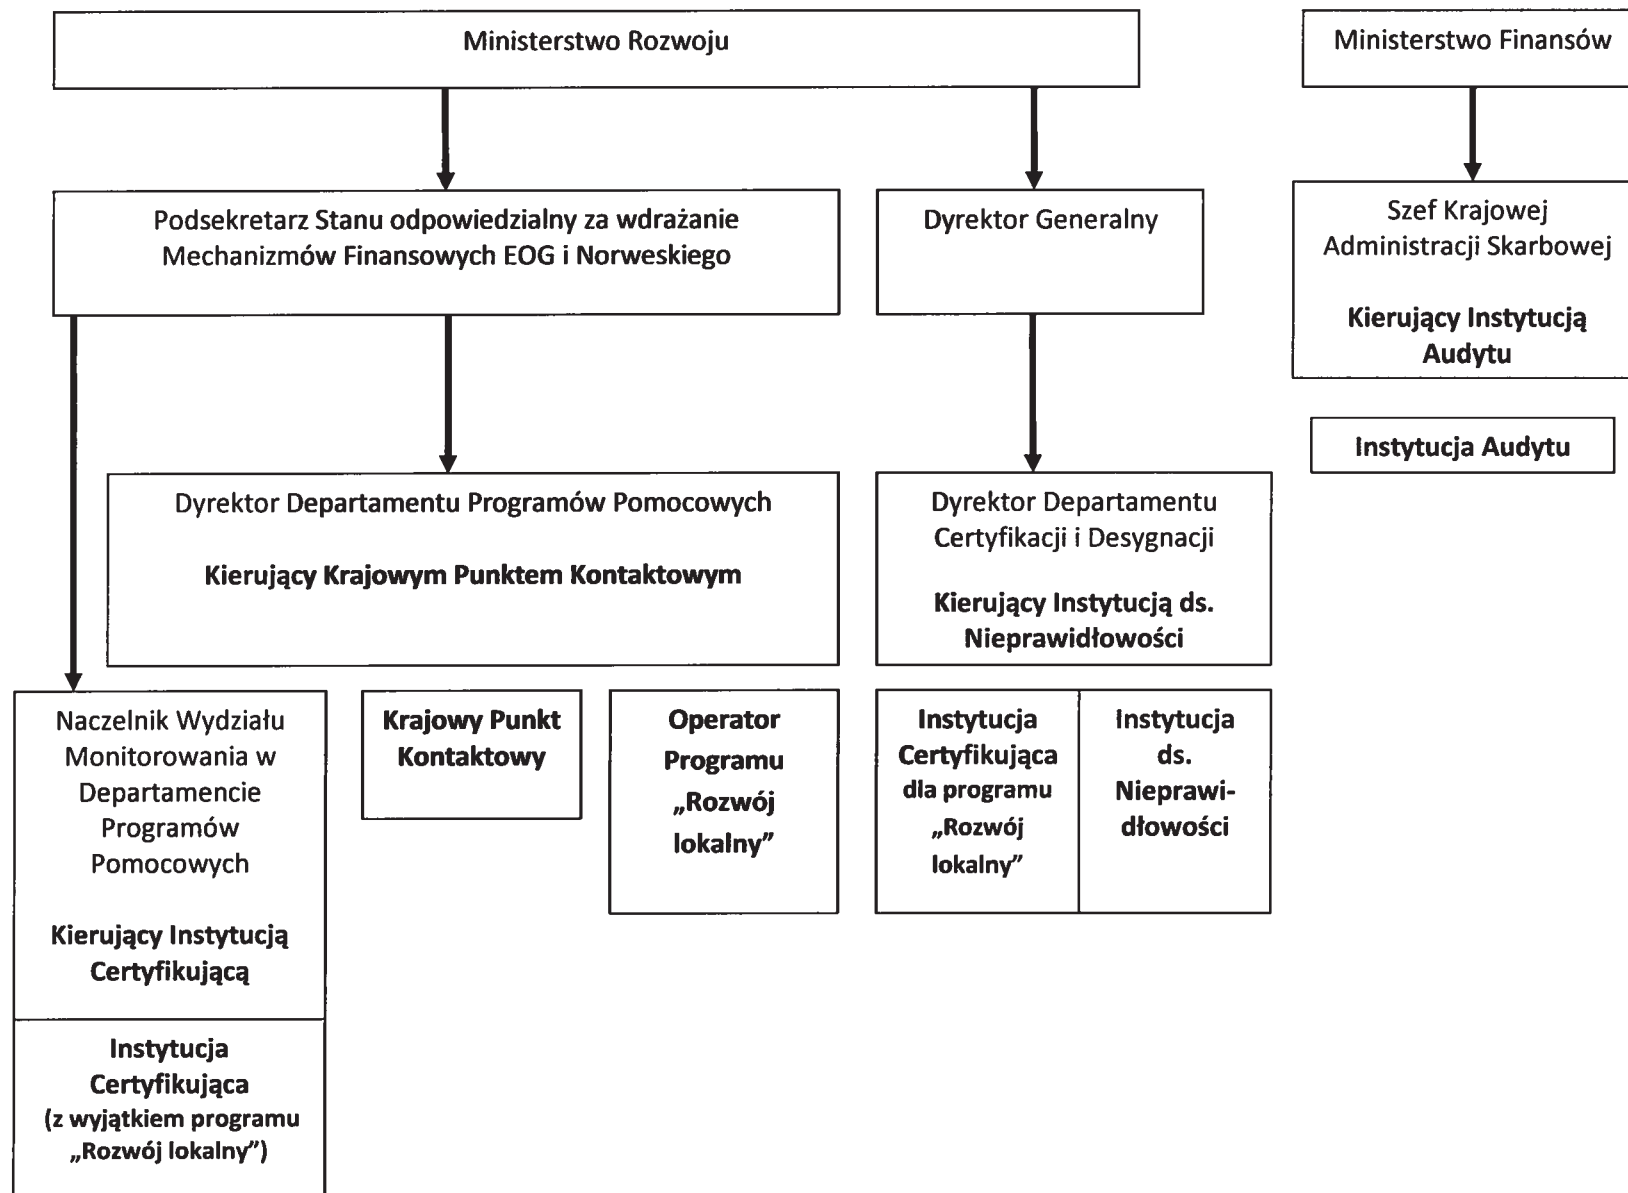 Ministerstwo Rozwoju
Ministerstwo Finansów
Podsekretarz Stanu odpowiedzialny za wdrażanie
Mechanizmów Finansowych EOG i Norweskiego
Dyrektor Generalny
Szef Krajowej
Administracji Skarbowej
Kierujący Instytucją
Audytu
Instytucja Audytu
Dyrektor Departamentu Programów Pomocowych
Kierujący Krajowym Punktem Kontaktowym
Dyrektor Departamentu
Certyfikacji i Desygnacji
Kierujący Instytucją ds.
Nieprawidłowości
Naczelnik Wydziału
Monitorowania w
Departamencie
Programów
Pomocowych
Kierujący Instytucją
Certyfikującą
Instytucja
Certyfikująca
(z wyjątkiem programu
„Rozwój lokalny”)
Krajowy Punkt
Kontaktowy
Operator
Programu
„Rozwój
lokalny”
Instytucja
Certyfikująca
dla programu
„Rozwój
lokalny”
Instytucja
ds.
Nieprawi-
dłowości